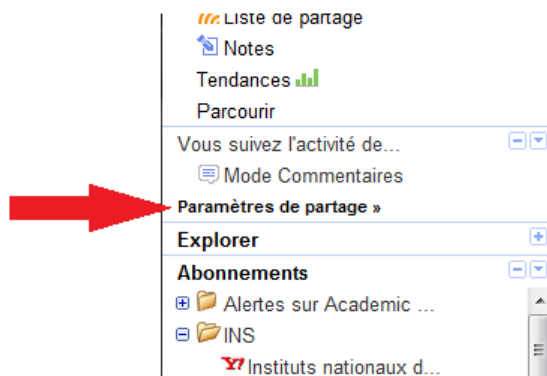 Liste de partage
Notes
Tendances
Parcourir
Vous suivez l'activité de...
Mode Commentaires
Paramètres de partage »
Explorer
Abonnements
Alertes sur Academic ...
INS
Y! Instituts nationaux d...